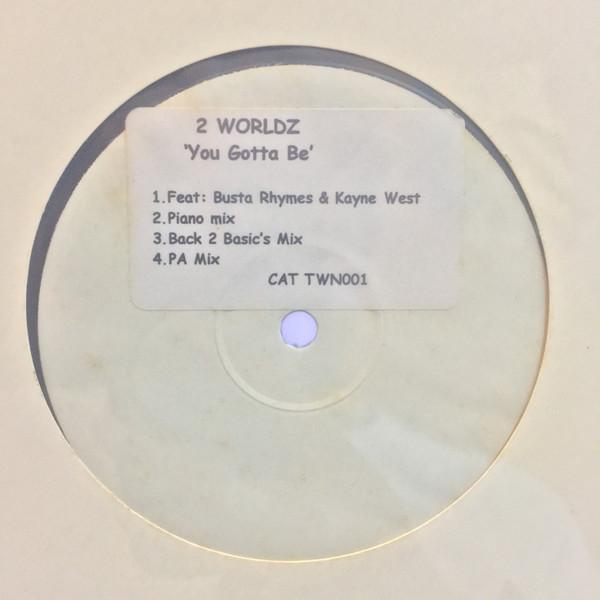 2 WORLDZ
'You Gotta Be'
1.Feat: Busta Rhymes & Kayne West
2.Piano mix
3.Back 2 Basic's Mix
4.PA Mix
CAT TWN001